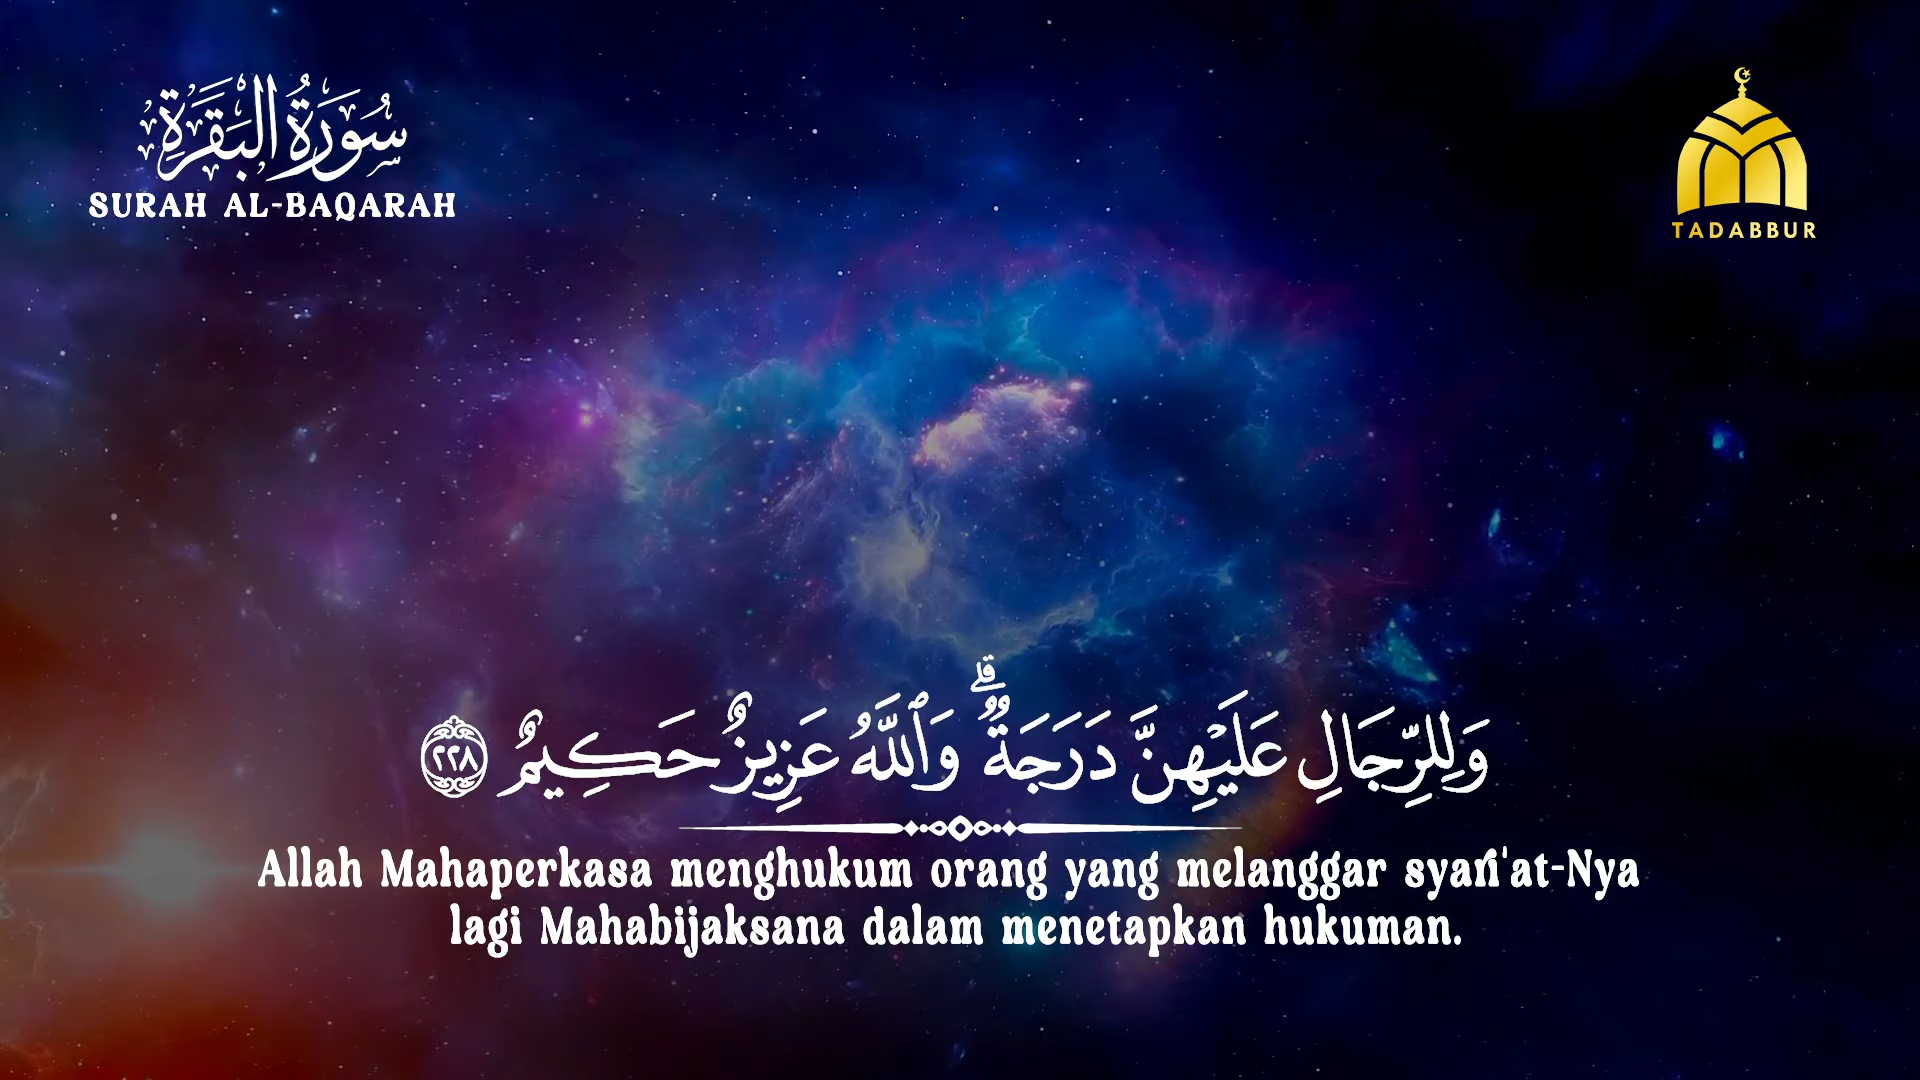 سُورَةُ الْبَقَرَةِ
SURAH AL-BAQARAH
TADABBUR
وَلِلرِّجَالِ عَلَيْهِنَّ دَرَجَةٌۗ وَٱللَّهُ عَزِيزٌ حَكِيمٌ ٢٢٨
Allah Mahaperkasa menghukum orang yang melanggar syari'at-Nya
lagi Mahabijaksana dalam menetapkan hukuman.